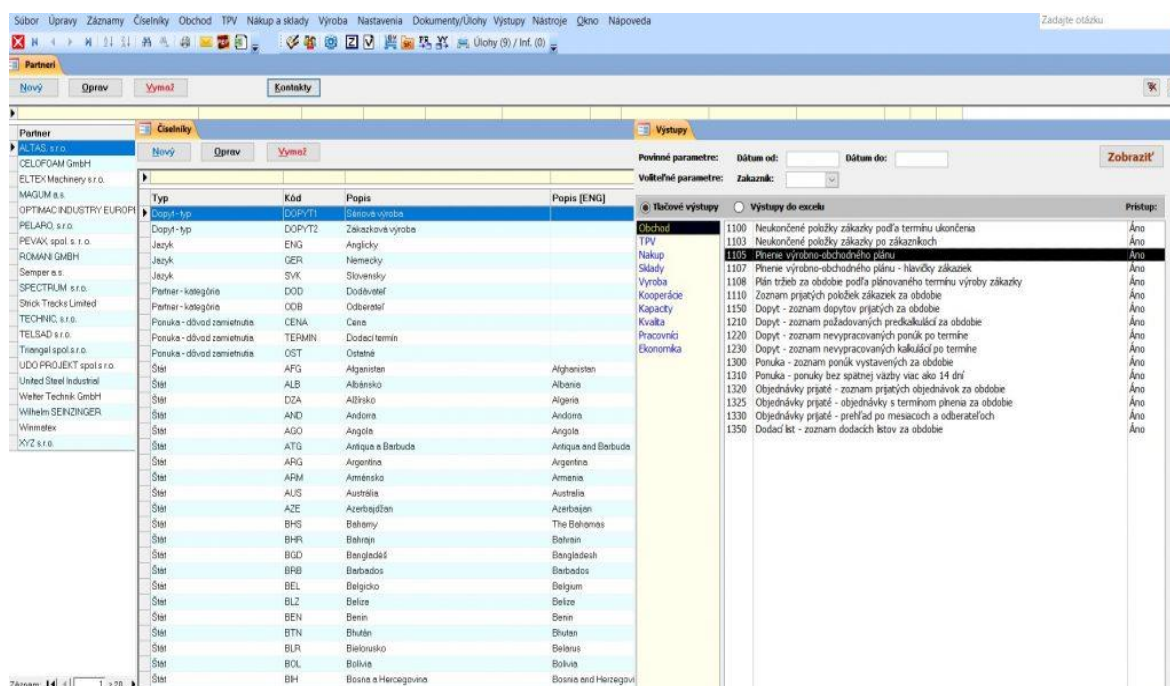 Súbor Úpravy Záznamy Číselníky Obchod TPV Nákup a sklady Výroba Nastavenia Dokumenty/Úlohy Výstupy Nástroje Okno Nápoveda
Zadajte otázku
Úlohy (9) / Inf. (0)
Partneri
Nový Oprav Vymaž Kontakty
Partner
ALTAS, s.r.o.
CELOFOAM GmbH
ELTEX Machinery s.r.o.
MAGUM a.s.
OPTIMAC INDUSTRY EUROPE
PELARO, s.r.o.
PEVAX, spol. s. r. o.
ROMANI GMBH
Semper a.s.
SPECTRUM s.r.o.
Strick Tracks Limited
TECHNIC, s.r.o.
TELSAD s.r.o.
Triangel spol.s.r.o.
UDO PROJEKT spol s r.o.
United Steel Industrial
Welter Technik GmbH
Wilhelm SEINZINGER
Winmatex
XYZ s.r.o.
Záznam: 1 z 20
Číselníky
Nový Oprav Vymaž
Typ Kód Popis Popis [ENG]
Dopyt - typ DOPYT1 Sériová výroba
Dopyt - typ DOPYT2 Zákazková výroba
Jazyk ENG Anglicky
Jazyk GER Nemecky
Jazyk SVK Slovensky
Partner - kategória DOD Dodávateľ
Partner - kategória ODB Odberateľ
Ponuka - dôvod zamietnutia CENA Cena
Ponuka - dôvod zamietnutia TERMIN Dodací termín
Ponuka - dôvod zamietnutia OST Ostatné
Štát AFG Afganistan Afghanistan
Štát ALB Albánsko Albania
Štát DZA Alžírsko Algeria
Štát AND Andorra Andorra
Štát AGO Angola Angola
Štát ATG Antiqua a Barbuda Antiqua and Barbuda
Štát ARG Argentína Argentina
Štát ARM Arménsko Armenia
Štát AUS Austrália Australia
Štát AZE Azerbajdžan Azerbaijan
Štát BHS Bahamy The Bahamas
Štát BHR Bahrajn Bahrain
Štát BGD Bangladéš Bangladesh
Štát BRB Barbados Barbados
Štát BEL Belgicko Belgium
Štát BLZ Belize Belize
Štát BEN Benin Benin
Štát BTN Bhután Bhutan
Štát BLR Bielorusko Belarus
Štát BOL Bolívia Bolivia
Štát BIH Bosna a Hercegovina Bosnia and Herzegovi
Výstupy
Povinné parametre: Dátum od: Dátum do: Zobraziť
Voliteľné parametre: Zakazník:
Tlačové výstupy Výstupy do excelu Prístup:
Obchod
TPV
Nákup
Sklady
Výroba
Kooperácie
Kapacity
Kvalita
Pracovníci
Ekonomika
1100 Neukončené položky zákazky podľa termínu ukončenia Áno
1103 Neukončené položky zákazky po zákazníkoch Áno
1105 Plnenie výrobno-obchodného plánu Áno
1107 Plnenie výrobno-obchodného plánu - hlavičky zákaziek Áno
1108 Plán tržieb za obdobie podľa plánovaného termínu výroby zákazky Áno
1110 Zoznam prijatých položiek zákaziek za obdobie Áno
1150 Dopyt - zoznam dopytov prijatých za obdobie Áno
1210 Dopyt - zoznam požadovaných predkalkulácií za obdobie Áno
1220 Dopyt - zoznam nevypracovaných ponúk po termíne Áno
1230 Dopyt - zoznam nevypracovaných kalkulácií po termíne Áno
1300 Ponuka - zoznam ponúk vystavených za obdobie Áno
1310 Ponuka - ponuky bez spätnej väzby viac ako 14 dní Áno
1320 Objednávky prijaté - zoznam prijatých objednávok za obdobie Áno
1325 Objednávky prijaté - objednávky s termínom plnenia za obdobie Áno
1330 Objednávky prijaté - prehľad po mesiacoch a odberateľoch Áno
1350 Dodací list - zoznam dodacích listov za obdobie Áno